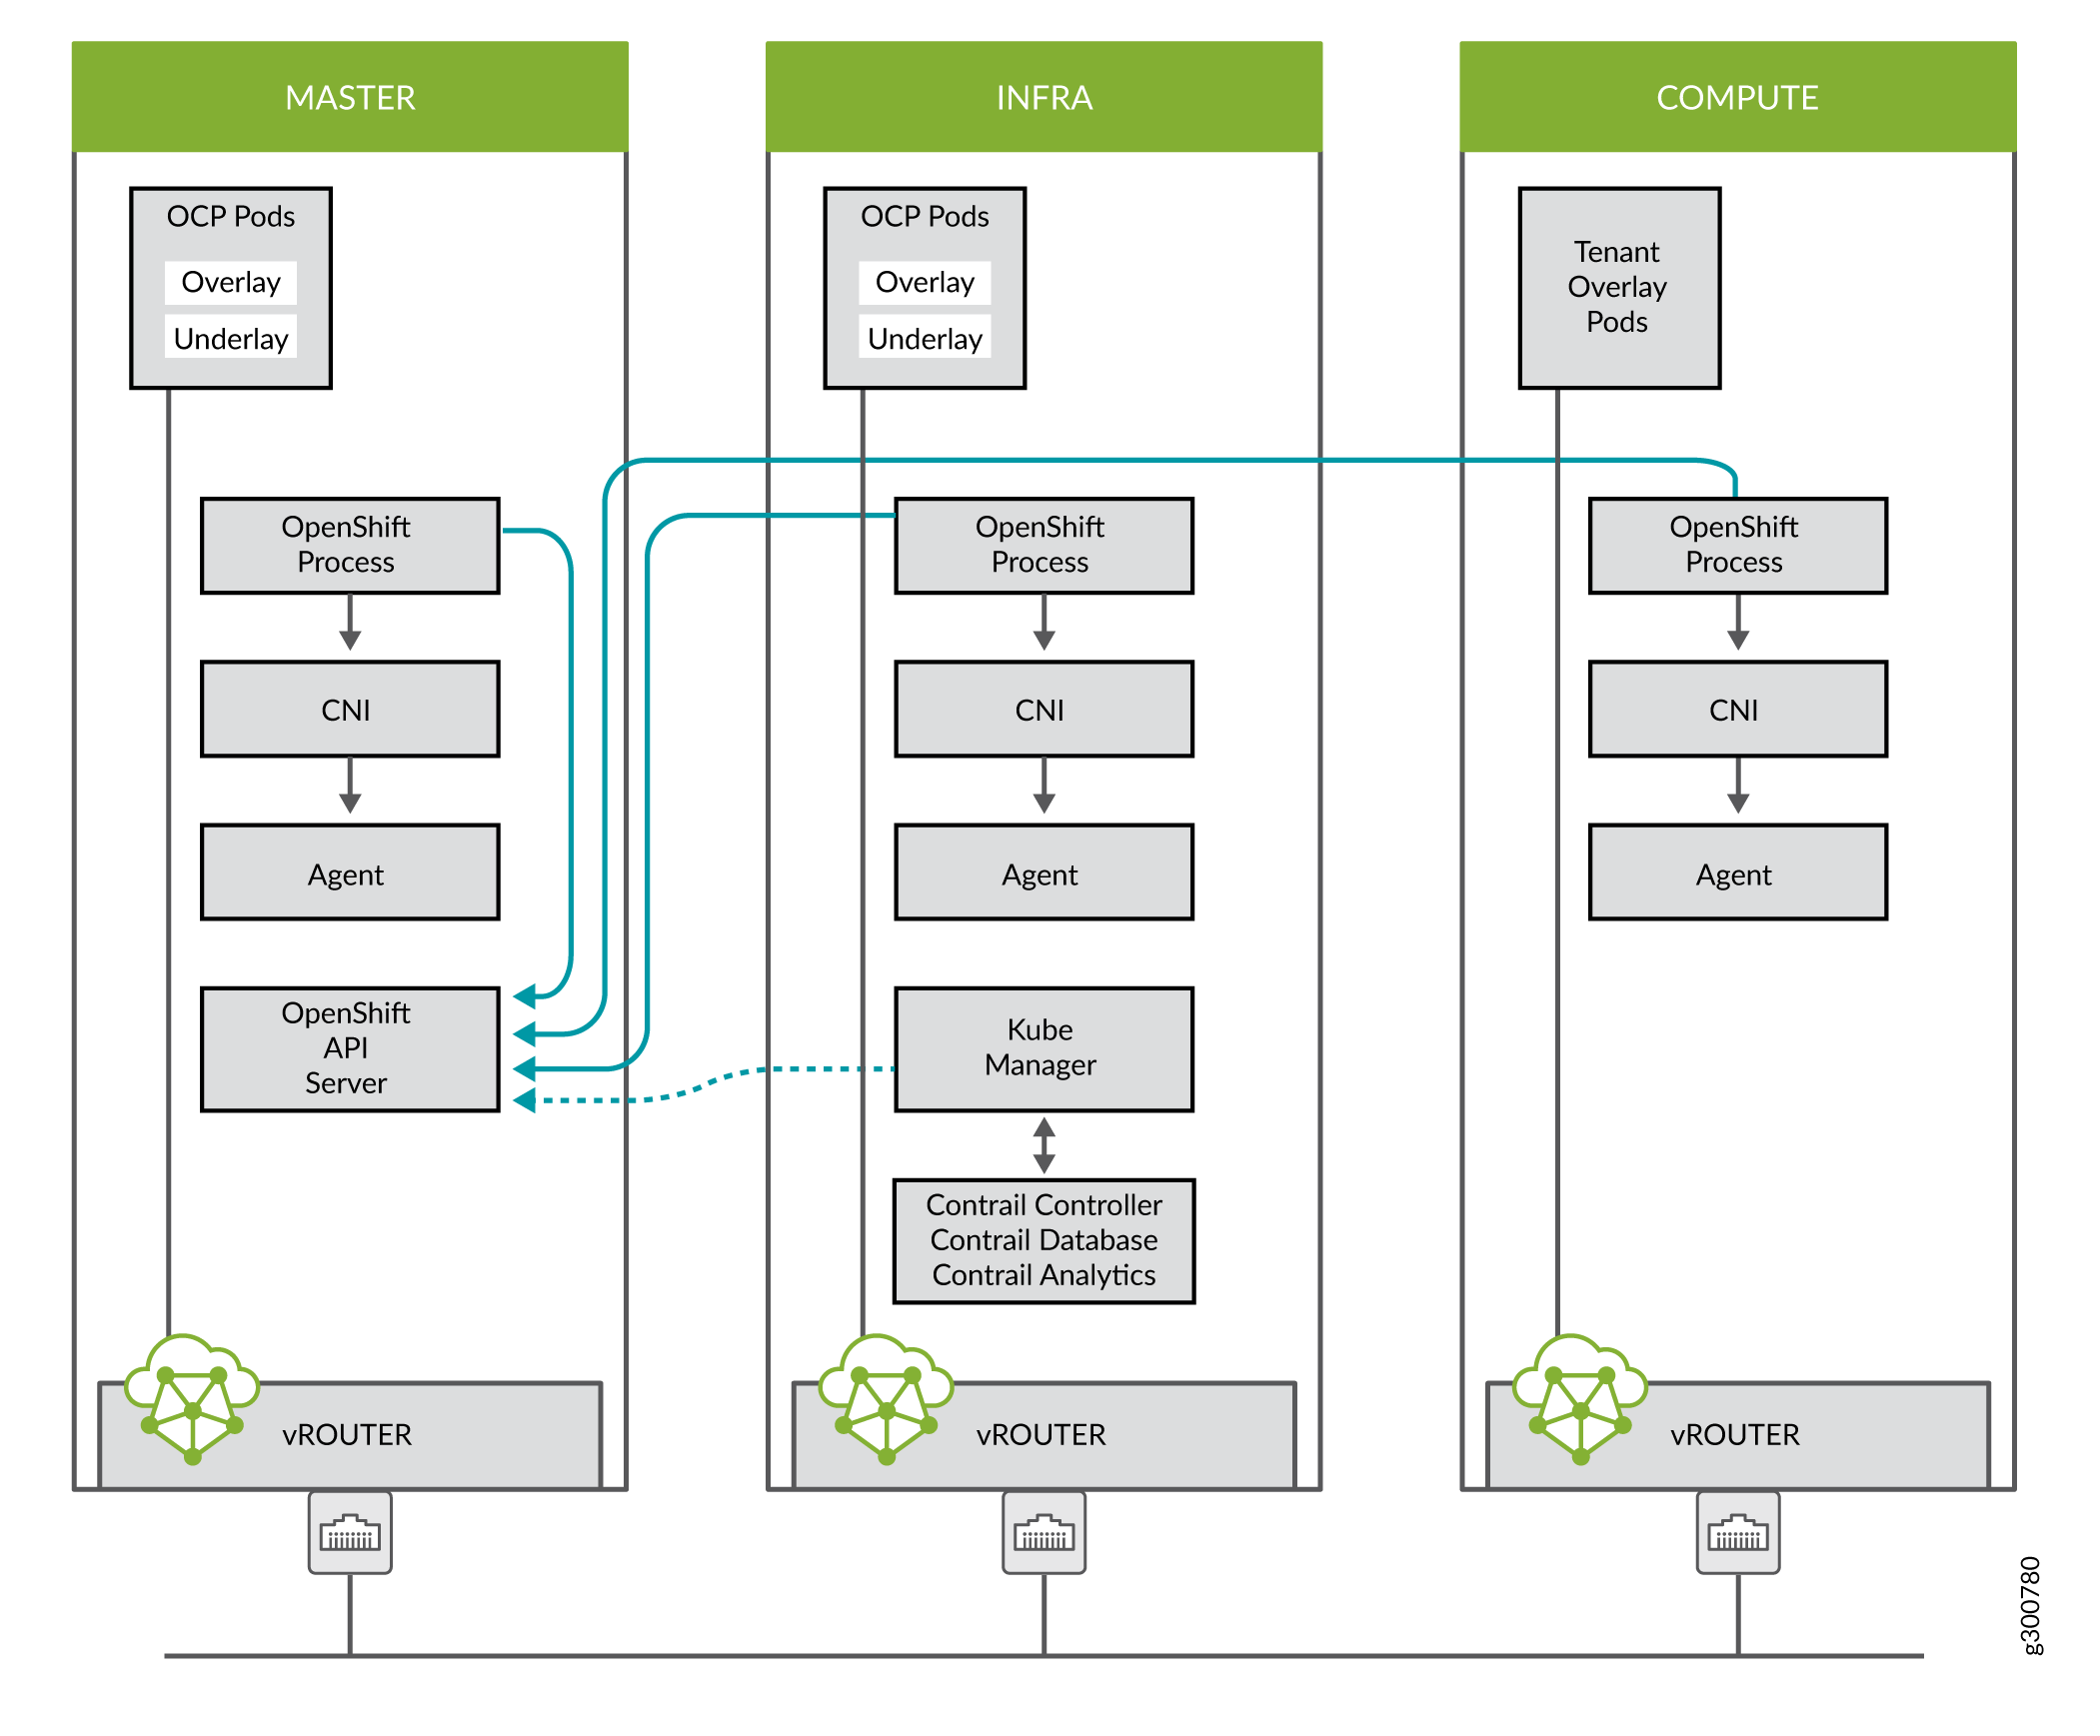 MASTER
OCP Pods
Overlay
Underlay
OpenShift
Process
CNI
Agent
OpenShift
API
Server
vROUTER
INFRA
OCP Pods
Overlay
Underlay
OpenShift
Process
CNI
Agent
Kube
Manager
Contrail Controller
Contrail Database
Contrail Analytics
vROUTER
COMPUTE
Tenant
Overlay
Pods
OpenShift
Process
CNI
Agent
vROUTER
g300780